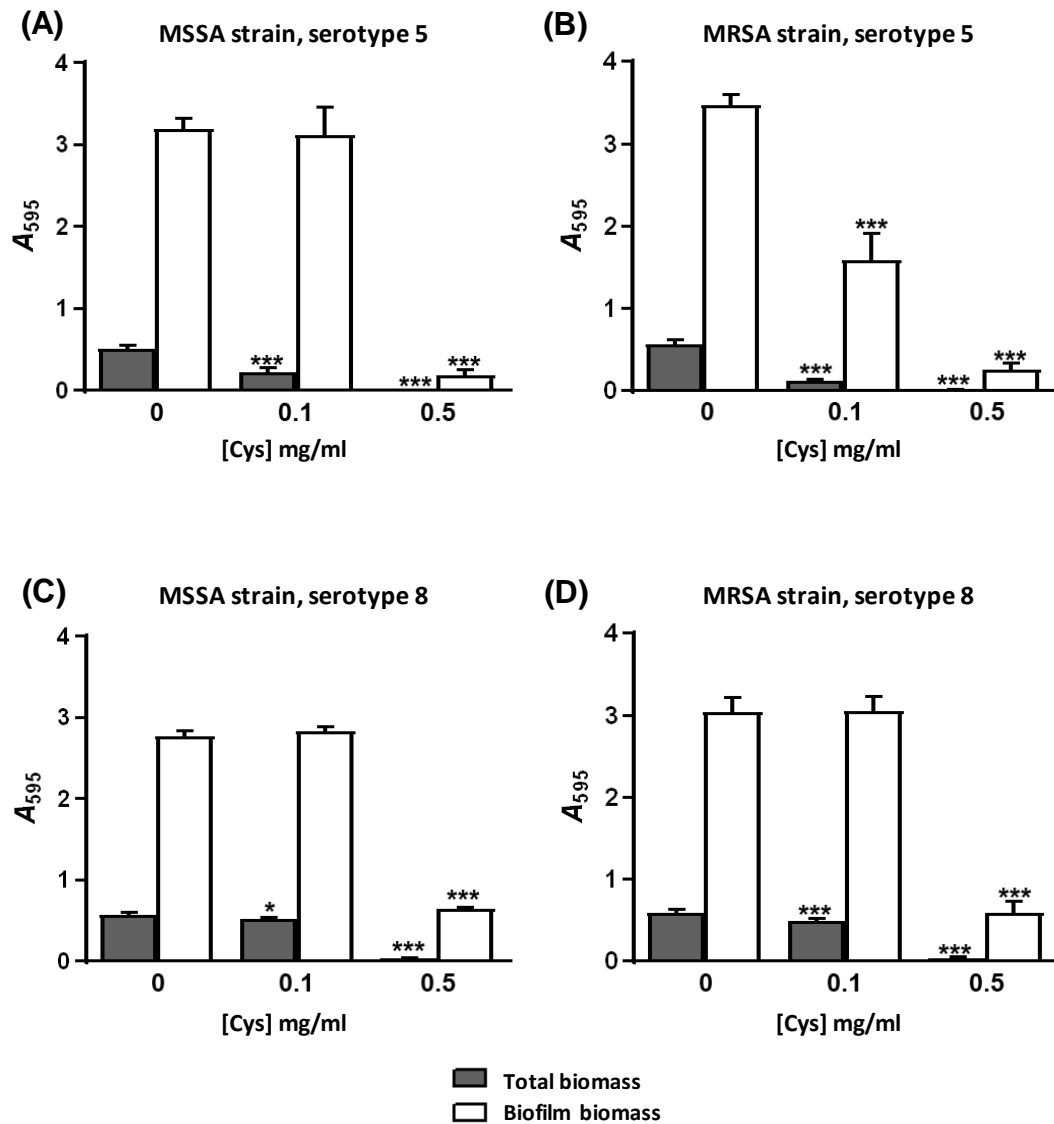 (A)
MSSA strain, serotype 5
4
3
2
1
0
A595
***
***
***
0
0.1
0.5
[Cys] mg/ml
(B)
MRSA strain, serotype 5
4
3
2
1
0
A595
***
***
***
***
0
0.1
0.5
[Cys] mg/ml
(C)
MSSA strain, serotype 8
4
3
2
1
0
A595
*
***
***
0
0.1
0.5
[Cys] mg/ml
(D)
MRSA strain, serotype 8
4
3
2
1
0
A595
***
***
***
0
0.1
0.5
[Cys] mg/ml
Total biomass
Biofilm biomass